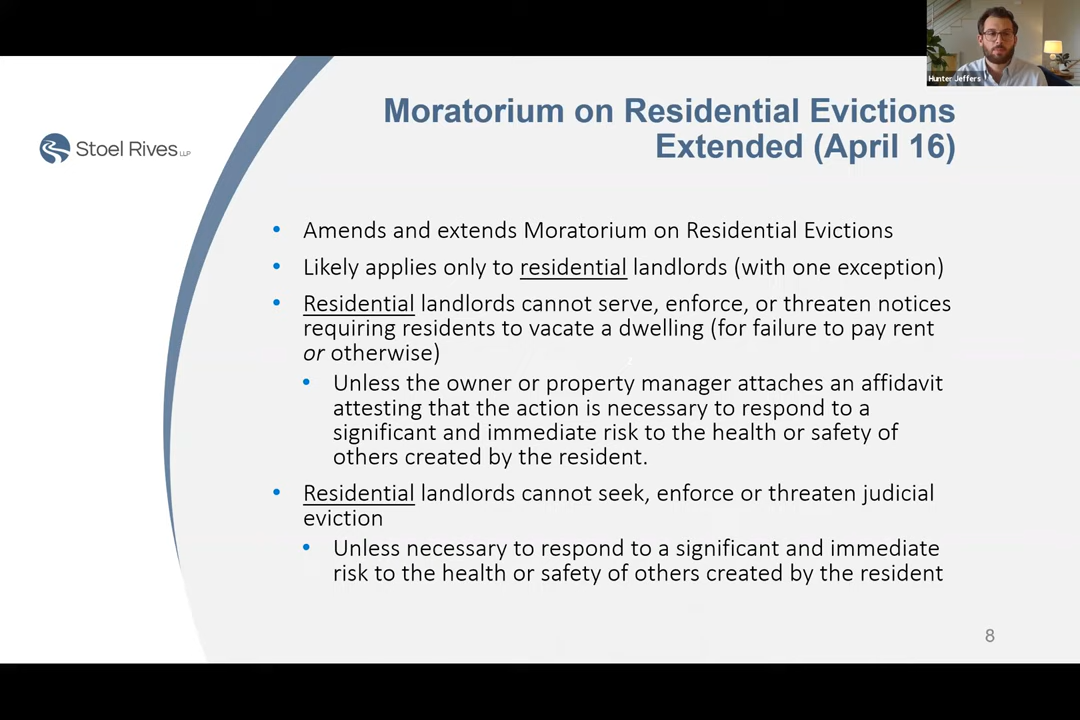 Hunter Jeffers
Moratorium on Residential Evictions
Extended (April 16)
Stoel Rives LLP
• Amends and extends Moratorium on Residential Evictions
• Likely applies only to residential landlords (with one exception)
• Residential landlords cannot serve, enforce, or threaten notices
requiring residents to vacate a dwelling (for failure to pay rent
or otherwise)
• Unless the owner or property manager attaches an affidavit
attesting that the action is necessary to respond to a
significant and immediate risk to the health or safety of
others created by the resident.
• Residential landlords cannot seek, enforce or threaten judicial
eviction
• Unless necessary to respond to a significant and immediate
risk to the health or safety of others created by the resident
8